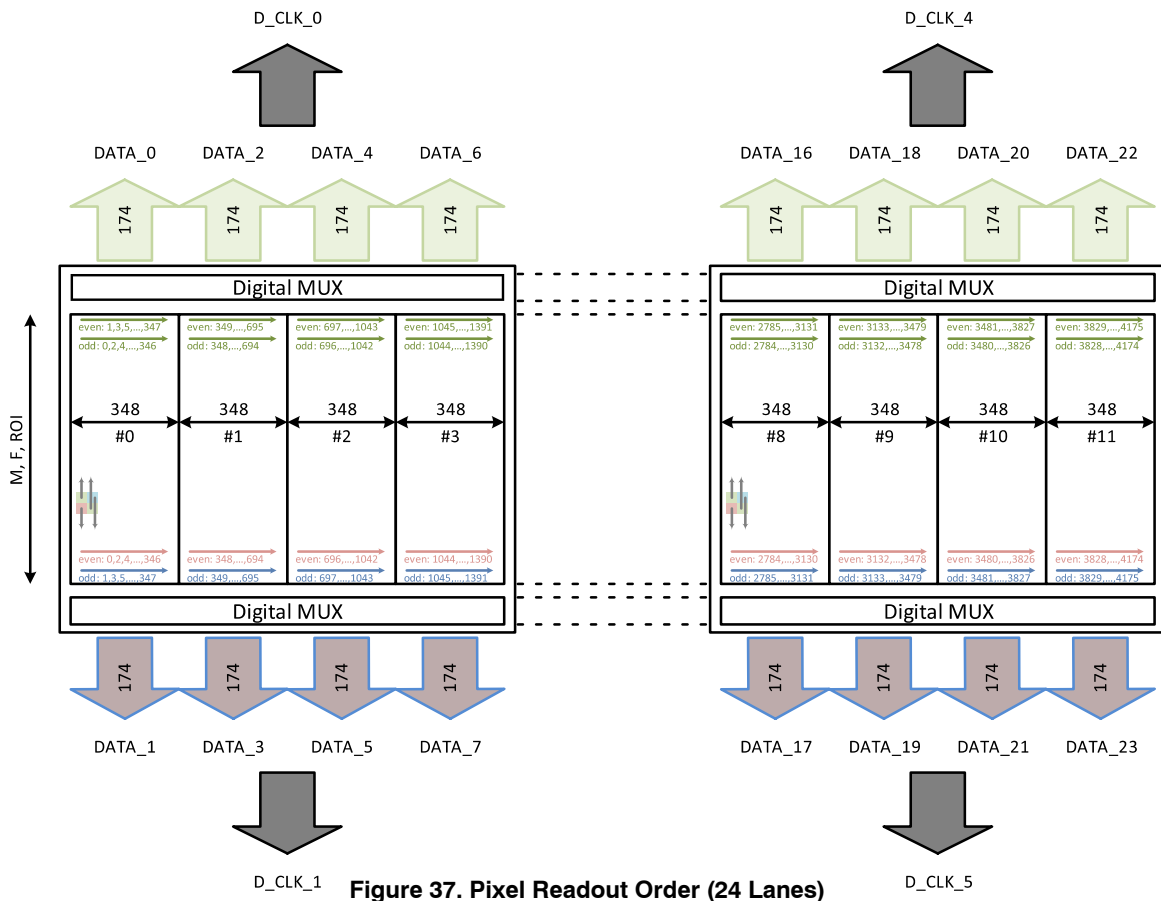 D_CLK_0 D_CLK_4
DATA_0 DATA_2 DATA_4 DATA_6 DATA_16 DATA_18 DATA_20 DATA_22
174 174 174 174 174 174 174 174
Digital MUX Digital MUX
even: 1,3,5,...,347 even: 349,...,695 even: 697,...,1043 even: 1045,...,1391 even: 2785,...,3131 even: 3133,...,3479 even: 3481,...,3827 even: 3829,...,4175
odd: 0,2,4,...,346 odd: 348,...,694 odd: 696,...,1042 odd: 1044,...,1390 odd: 2784,...,3130 odd: 3132,...,3478 odd: 3480,...,3826 odd: 3828,...,4174
M, F, ROI
348 348 348 348 348 348 348 348
#0 #1 #2 #3 #8 #9 #10 #11
even: 0,2,4,...,346 even: 348,...,694 even: 696,...,1042 even: 1044,...,1390 even: 2784,...,3130 even: 3132,...,3478 even: 3480,...,3826 even: 3828,...,4174
odd: 1,3,5,...,347 odd: 349,...,695 odd: 697,...,1043 odd: 1045,...,1391 odd: 2785,...,3131 odd: 3133,...,3479 odd: 3481,...,3827 odd: 3829,...,4175
Digital MUX Digital MUX
174 174 174 174 174 174 174 174
DATA_1 DATA_3 DATA_5 DATA_7 DATA_17 DATA_19 DATA_21 DATA_23
D_CLK_1 D_CLK_5
Figure 37. Pixel Readout Order (24 Lanes)